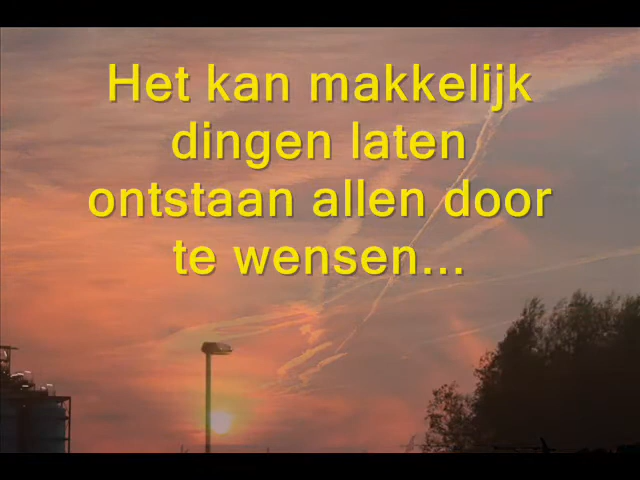 Het kan makkelijk
dingen laten
ontstaan allen door
te wensen...